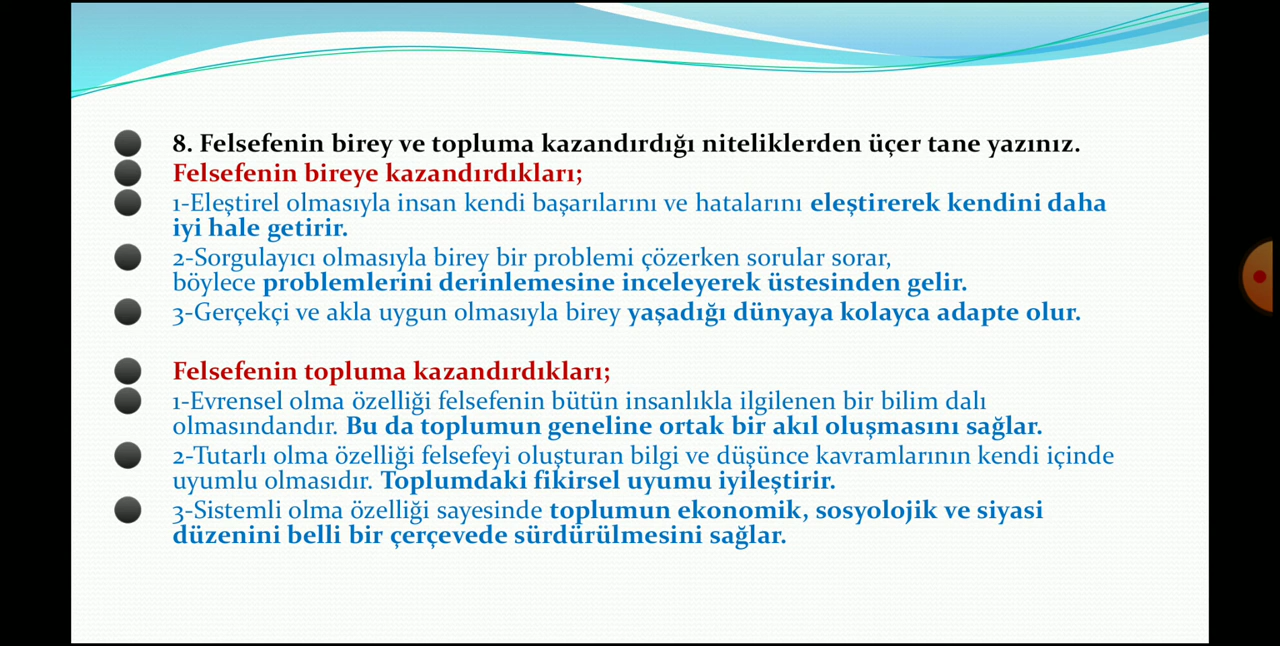 8. Felsefenin birey ve topluma kazandırdığı niteliklerden üçer tane yazınız.
Felsefenin bireye kazandırdıkları;
1-Eleştirel olmasıyla insan kendi başarılarını ve hatalarını eleştirerek kendini daha
iyi hale getirir.
2-Sorgulayıcı olmasıyla birey bir problemi çözerken sorular sorar,
böylece problemlerini derinlemesine inceleyerek üstesinden gelir.
3-Gerçekçi ve akla uygun olmasıyla birey yaşadığı dünyaya kolayca adapte olur.
Felsefenin topluma kazandırdıkları;
1-Evrensel olma özelliği felsefenin bütün insanlıkla ilgilenen bir bilim dalı
olmasındandır. Bu da toplumun geneline ortak bir akıl oluşmasını sağlar.
2-Tutarlı olma özelliği felsefeyi oluşturan bilgi ve düşünce kavramlarının kendi içinde
uyumlu olmasıdır. Toplumdaki fikirsel uyumu iyileştirir.
3-Sistemli olma özelliği sayesinde toplumun ekonomik, sosyolojik ve siyasi
düzenini belli bir çerçevede sürdürülmesini sağlar.